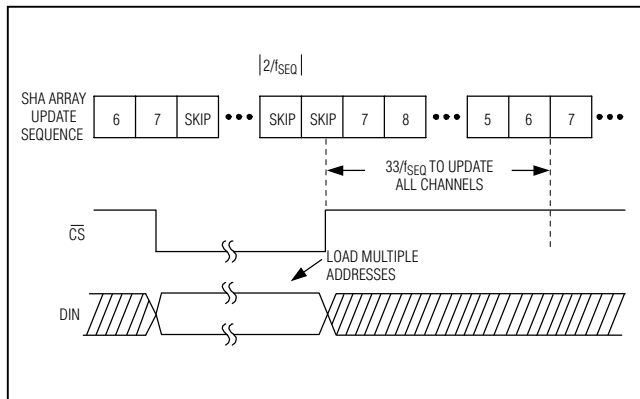 |2/fSEQ|
SHA ARRAY
UPDATE
SEQUENCE
6 7 SKIP ••• SKIP SKIP 7 8 ••• 5 6 7 •••
33/fSEQ TO UPDATE
ALL CHANNELS
CS
LOAD MULTIPLE
ADDRESSES
DIN